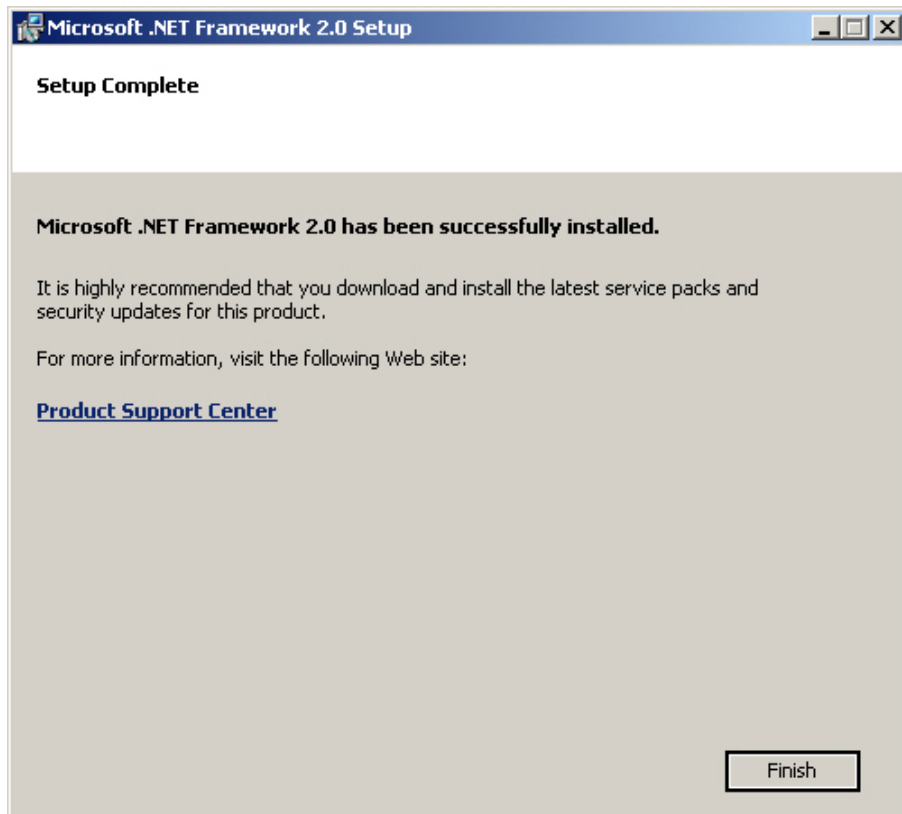 Microsoft .NET Framework 2.0 Setup
Setup Complete
Microsoft .NET Framework 2.0 has been successfully installed.
It is highly recommended that you download and install the latest service packs and
security updates for this product.
For more information, visit the following Web site:
Product Support Center
Finish